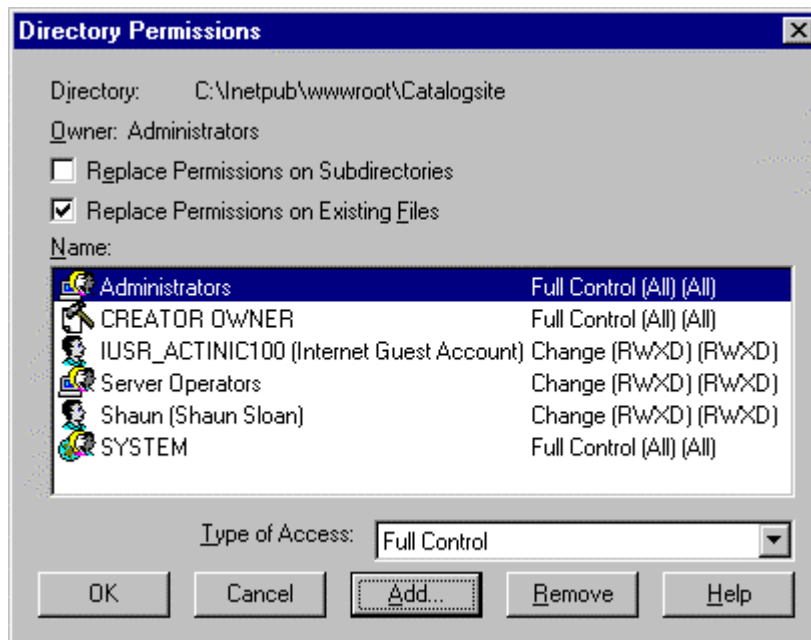 Directory Permissions
Directory: C:\Inetpub\wwwroot\Catalogsite
Owner: Administrators
Replace Permissions on Subdirectories
Replace Permissions on Existing Files
Name:
Administrators Full Control (All) (All)
CREATOR OWNER Full Control (All) (All)
IUSR_ACTINIC100 (Internet Guest Account) Change (RWXD) (RWXD)
Server Operators Change (RWXD) (RWXD)
Shaun (Shaun Sloan) Change (RWXD) (RWXD)
SYSTEM Full Control (All) (All)
Type of Access: Full Control
OK Cancel Add... Remove Help